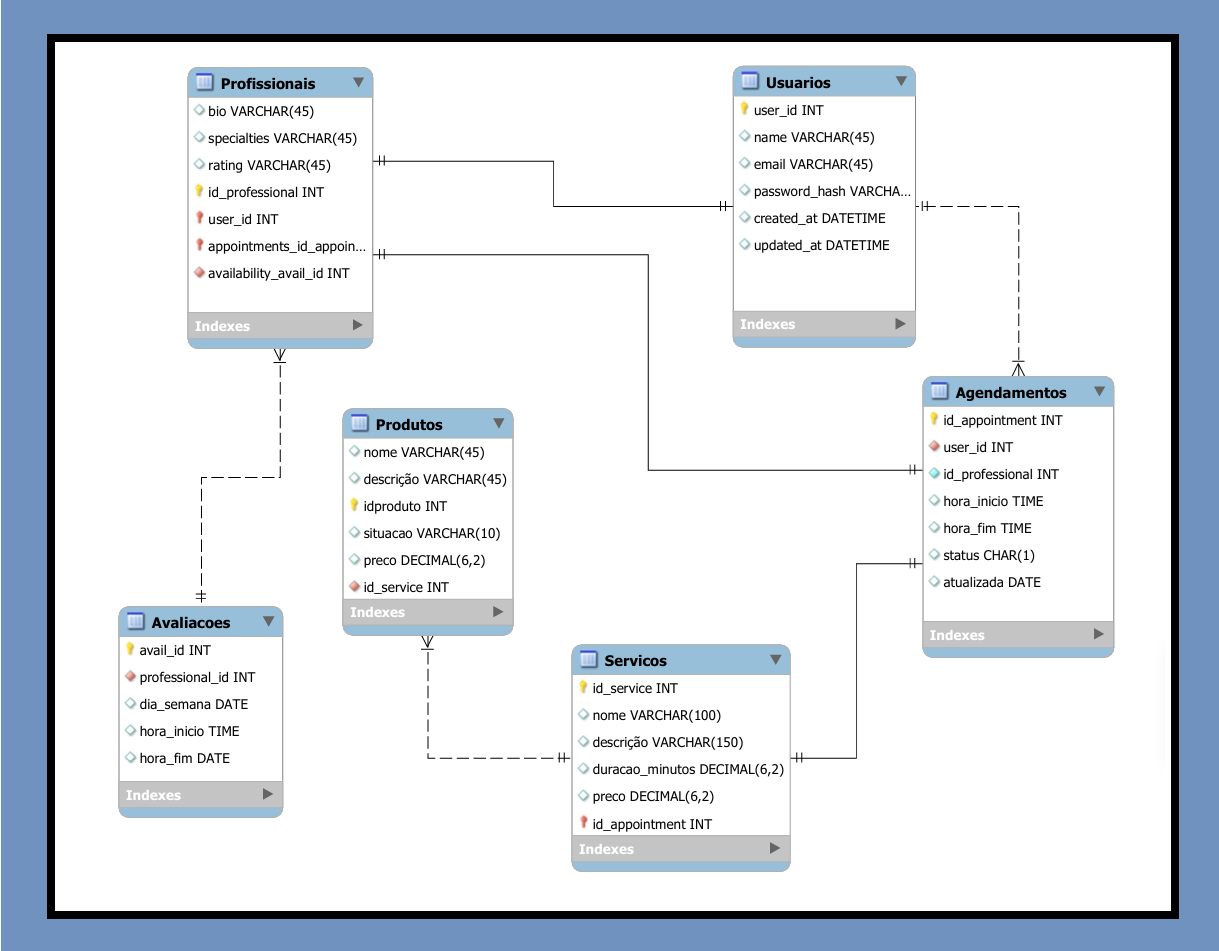 Profissionais
bio VARCHAR(45)
specialties VARCHAR(45)
rating VARCHAR(45)
id_professional INT
user_id INT
appointments_id_appoin...
availability_avail_id INT
Indexes
Usuarios
user_id INT
name VARCHAR(45)
email VARCHAR(45)
password_hash VARCHA...
created_at DATETIME
updated_at DATETIME
Indexes
Agendamentos
id_appointment INT
user_id INT
id_professional INT
hora_inicio TIME
hora_fim TIME
status CHAR(1)
atualizada DATE
Indexes
Produtos
nome VARCHAR(45)
descrição VARCHAR(45)
idproduto INT
situacao VARCHAR(10)
preco DECIMAL(6,2)
id_service INT
Indexes
Avaliacoes
avail_id INT
professional_id INT
dia_semana DATE
hora_inicio TIME
hora_fim DATE
Indexes
Servicos
id_service INT
nome VARCHAR(100)
descrição VARCHAR(150)
duracao_minutos DECIMAL(6,2)
preco DECIMAL(6,2)
id_appointment INT
Indexes